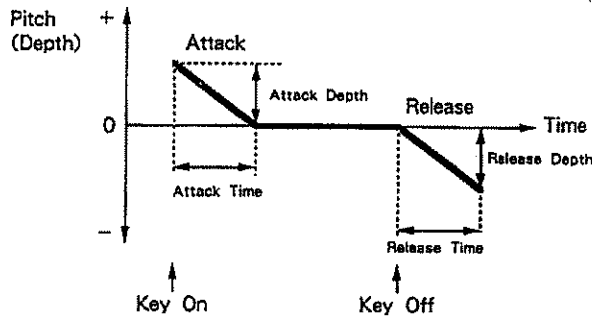 Pitch
(Depth)
+
Attack
Attack Depth
Release
0
Time
Release Depth
Attack Time
−
Release Time
Key On
Key Off